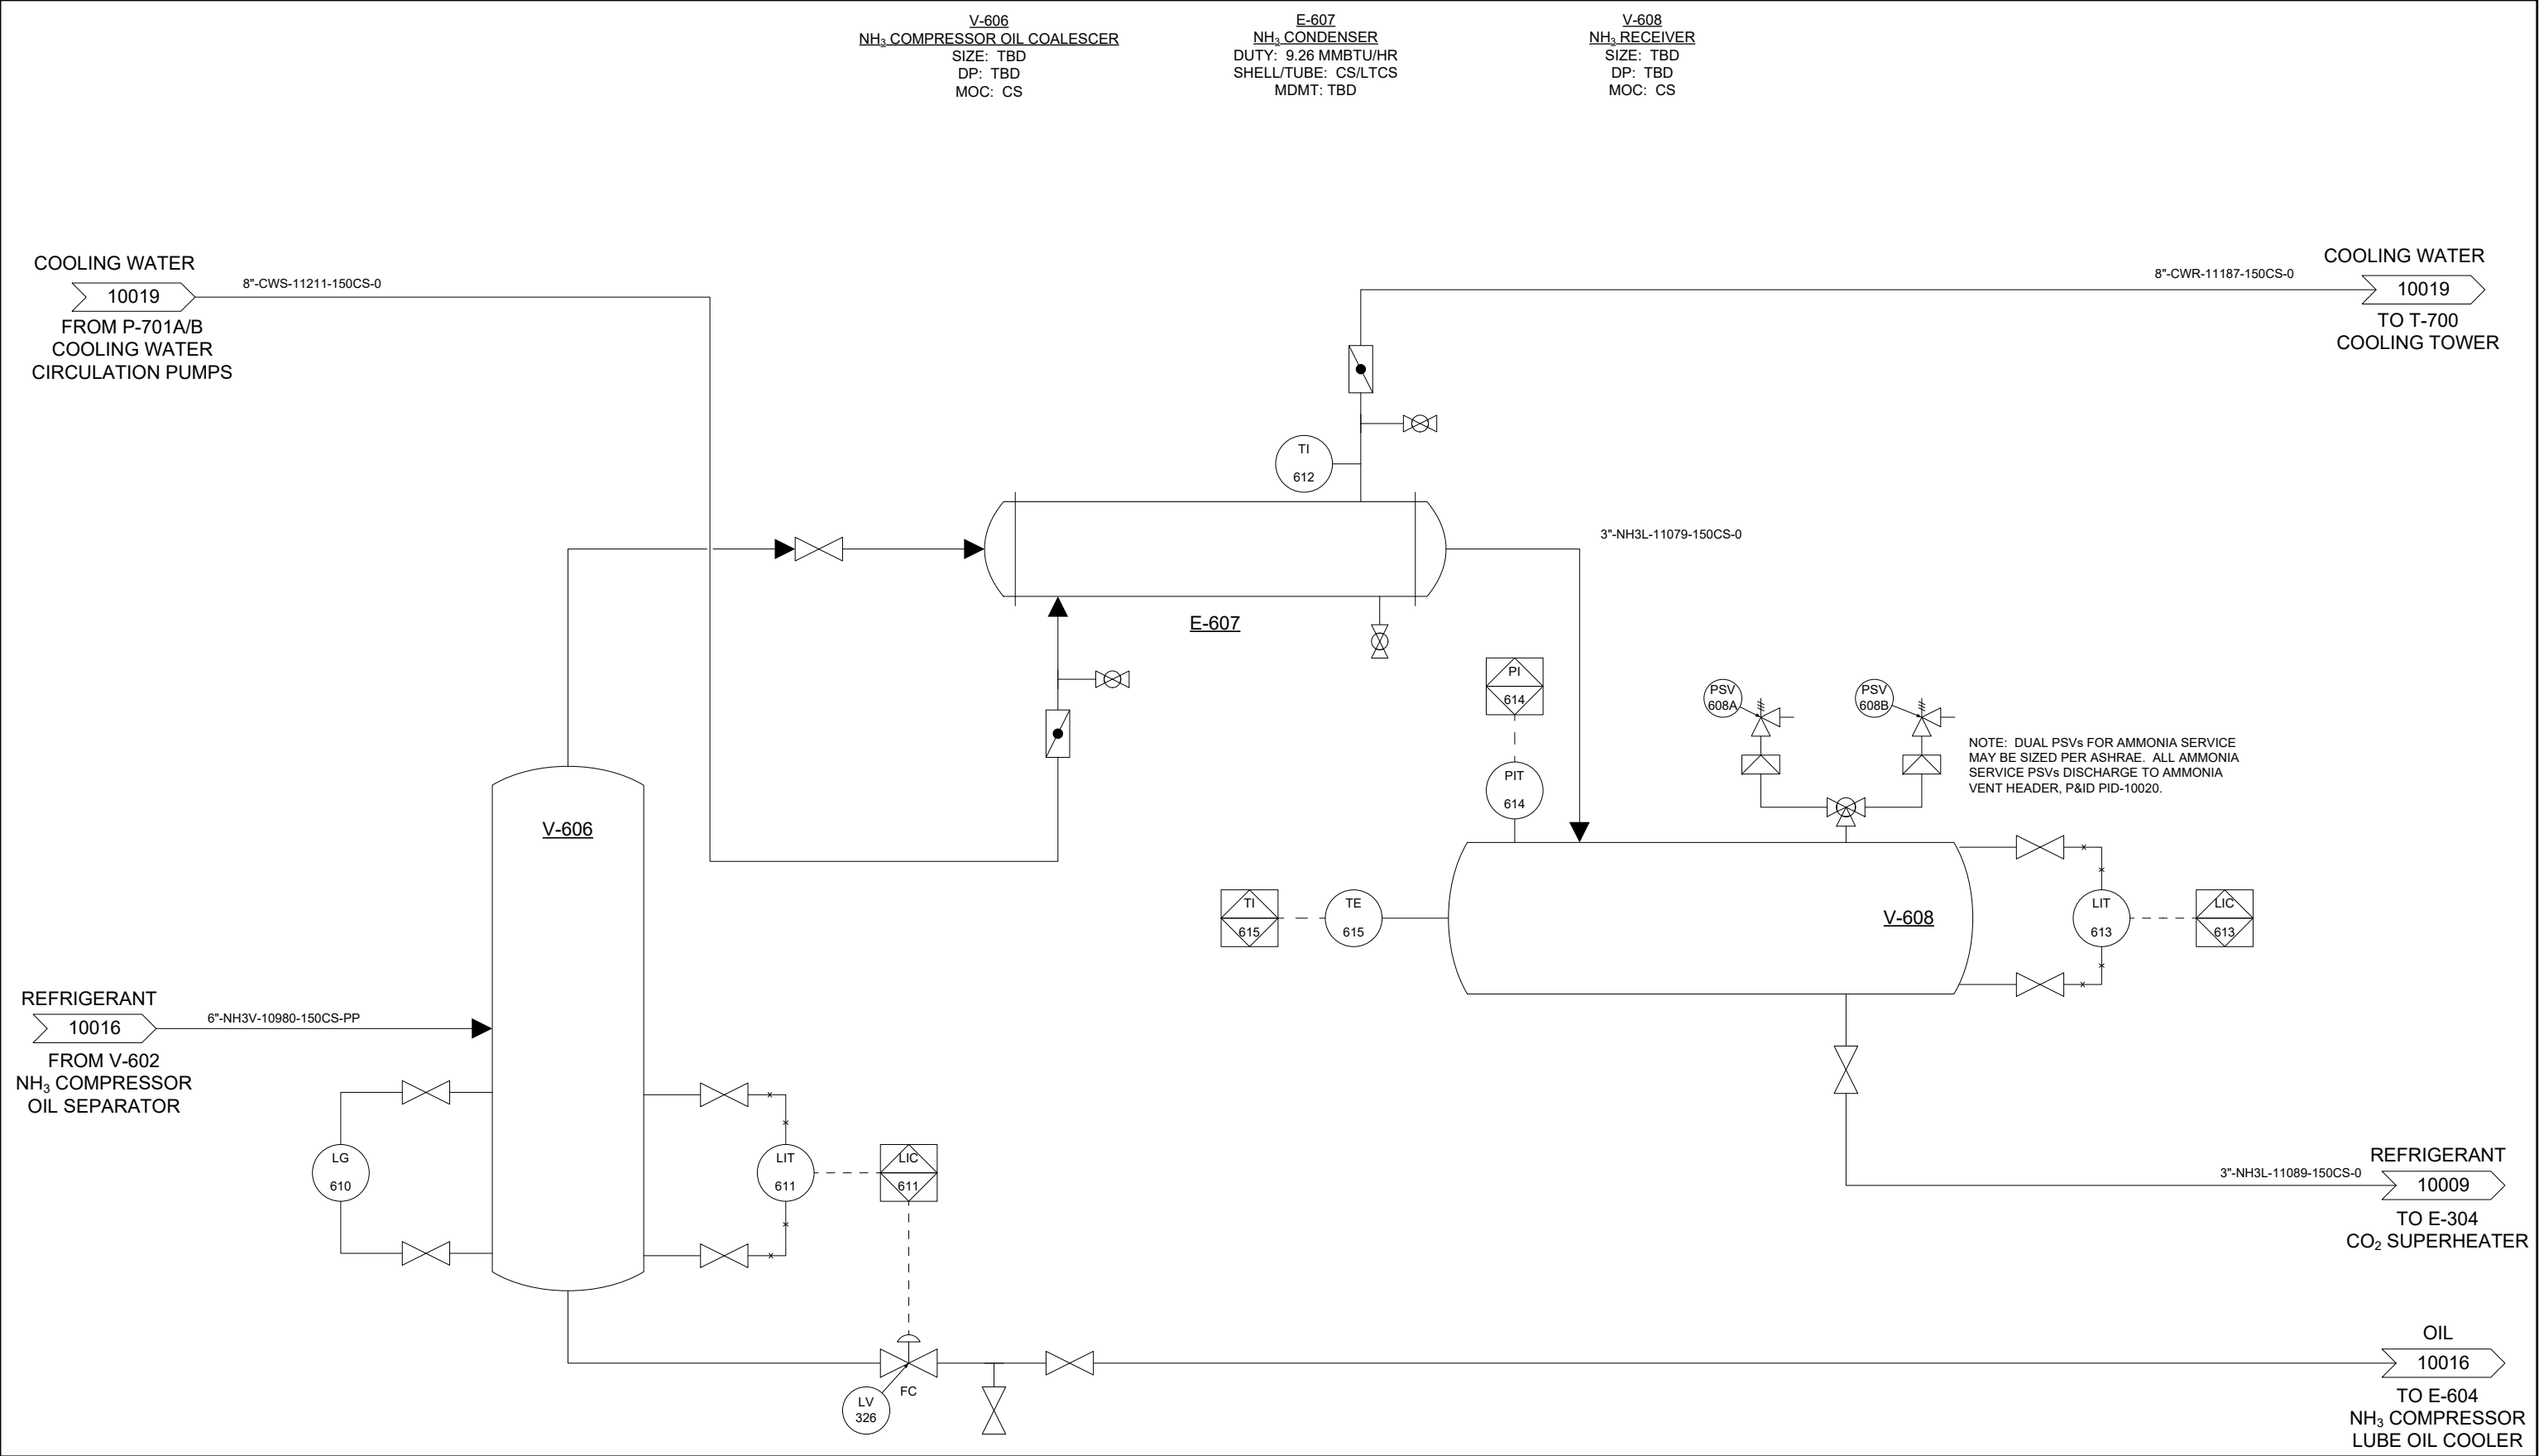 V-606
NH₃ COMPRESSOR OIL COALESCER
SIZE: TBD
DP: TBD
MOC: CS
E-607
NH₃ CONDENSER
DUTY: 9.26 MMBTU/HR
SHELL/TUBE: CS/LTCS
MDMT: TBD
V-608
NH₃ RECEIVER
SIZE: TBD
DP: TBD
MOC: CS
COOLING WATER
10019
8"-CWS-11211-150CS-0
FROM P-701A/B
COOLING WATER
CIRCULATION PUMPS
COOLING WATER
8"-CWR-11187-150CS-0
10019
TO T-700
COOLING TOWER
TI
612
E-607
3"-NH3L-11079-150CS-0
PI
614
PIT
614
PSV
608A
PSV
608B
NOTE: DUAL PSVs FOR AMMONIA SERVICE
MAY BE SIZED PER ASHRAE. ALL AMMONIA
SERVICE PSVs DISCHARGE TO AMMONIA
VENT HEADER, P&ID PID-10020.
V-606
TI
615
TE
615
V-608
LIT
613
LIC
613
REFRIGERANT
10016
6"-NH3V-10980-150CS-PP
FROM V-602
NH₃ COMPRESSOR
OIL SEPARATOR
LG
610
LIT
611
LIC
611
REFRIGERANT
3"-NH3L-11089-150CS-0
10009
TO E-304
CO₂ SUPERHEATER
LV
326
FC
OIL
10016
TO E-604
NH₃ COMPRESSOR
LUBE OIL COOLER